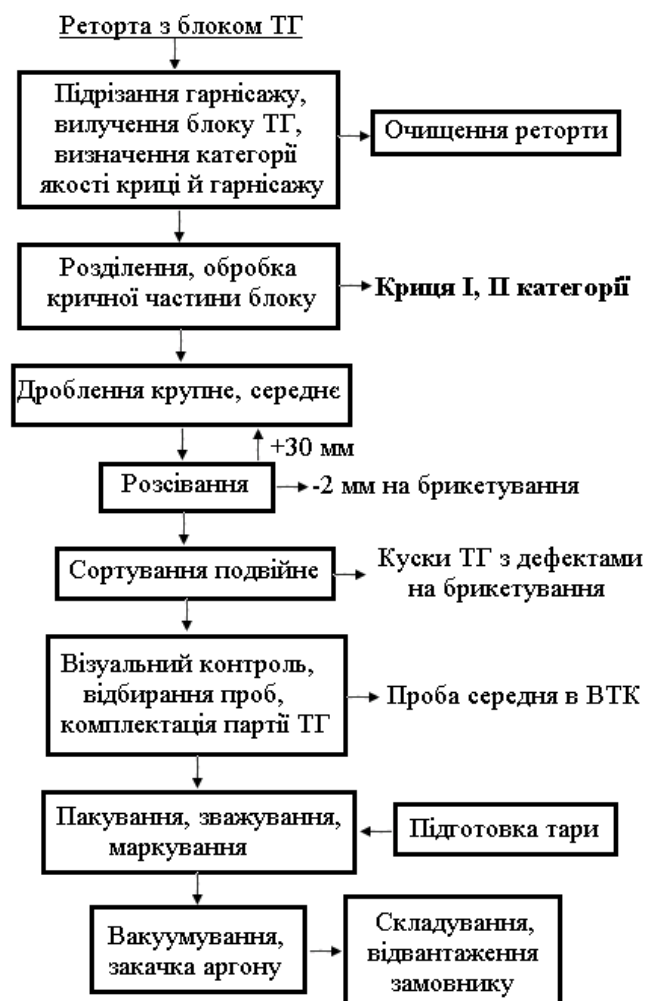 Реторта з блоком ТГ
Підрізання гарнісажу,
вилучення блоку ТГ,
визначення категорії
якості криці й гарнісажу
Очищення реторти
Розділення, обробка
кричної частини блоку
Криця I, II категорії
Дроблення крупне, середнє
+30 мм
Розсівання
-2 мм на брикетування
Сортування подвійне
Куски ТГ з дефектами
на брикетування
Візуальний контроль,
відбирання проб,
комплектація партії ТГ
Проба середня в ВТК
Пакування, зважування,
маркування
Підготовка тари
Вакуумування,
закачка аргону
Складування,
відвантаження
замовнику